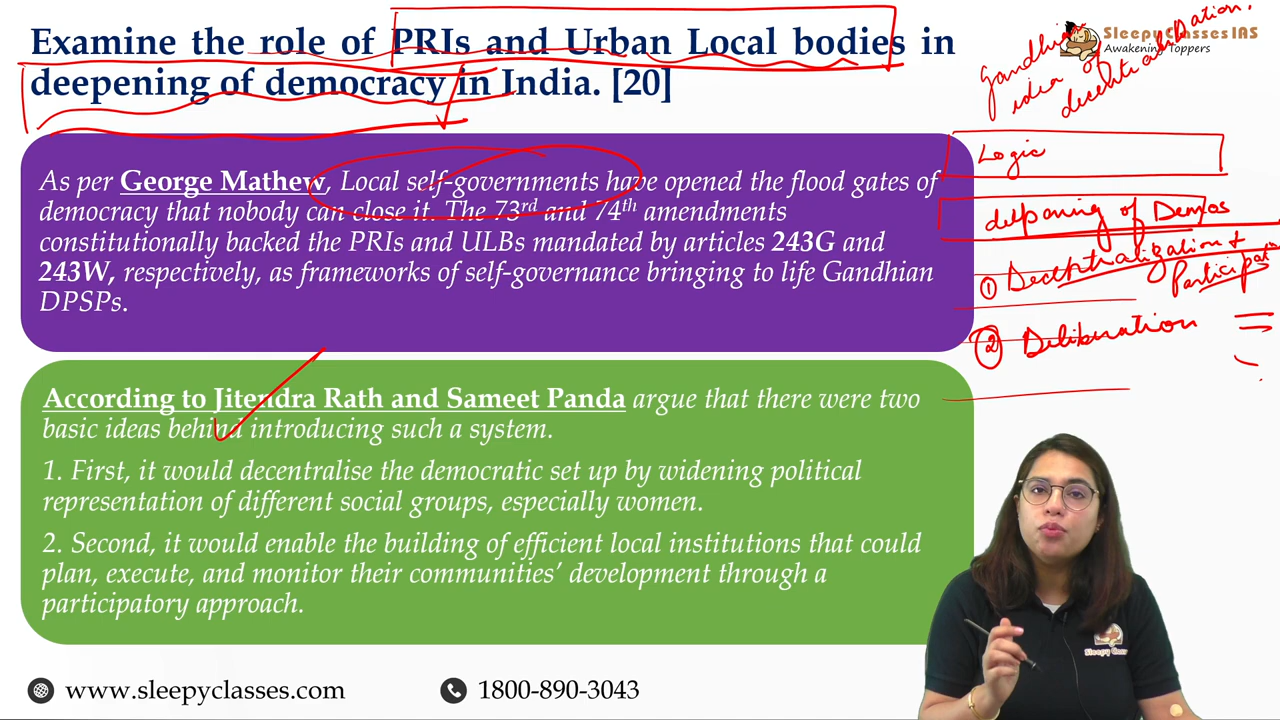 Examine the role of PRIs and Urban Local bodies in
deepening of democracy in India. [20]
SleepyClasses IAS
Awakening Toppers
Gandhian
idea of
decentralisation.
As per George Mathew, Local self-governments have opened the flood gates of
democracy that nobody can close it. The 73rd and 74th amendments
constitutionally backed the PRIs and ULBs mandated by articles 243G and
243W, respectively, as frameworks of self-governance bringing to life Gandhian
DPSPs.
Logic
deepening of
① Decentralization +
② Deliberation
According to Jitendra Rath and Sameet Panda argue that there were two
basic ideas behind introducing such a system.
1. First, it would decentralise the democratic set up by widening political
representation of different social groups, especially women.
2. Second, it would enable the building of efficient local institutions that could
plan, execute, and monitor their communities’ development through a
participatory approach.
www.sleepyclasses.com
1800-890-3043